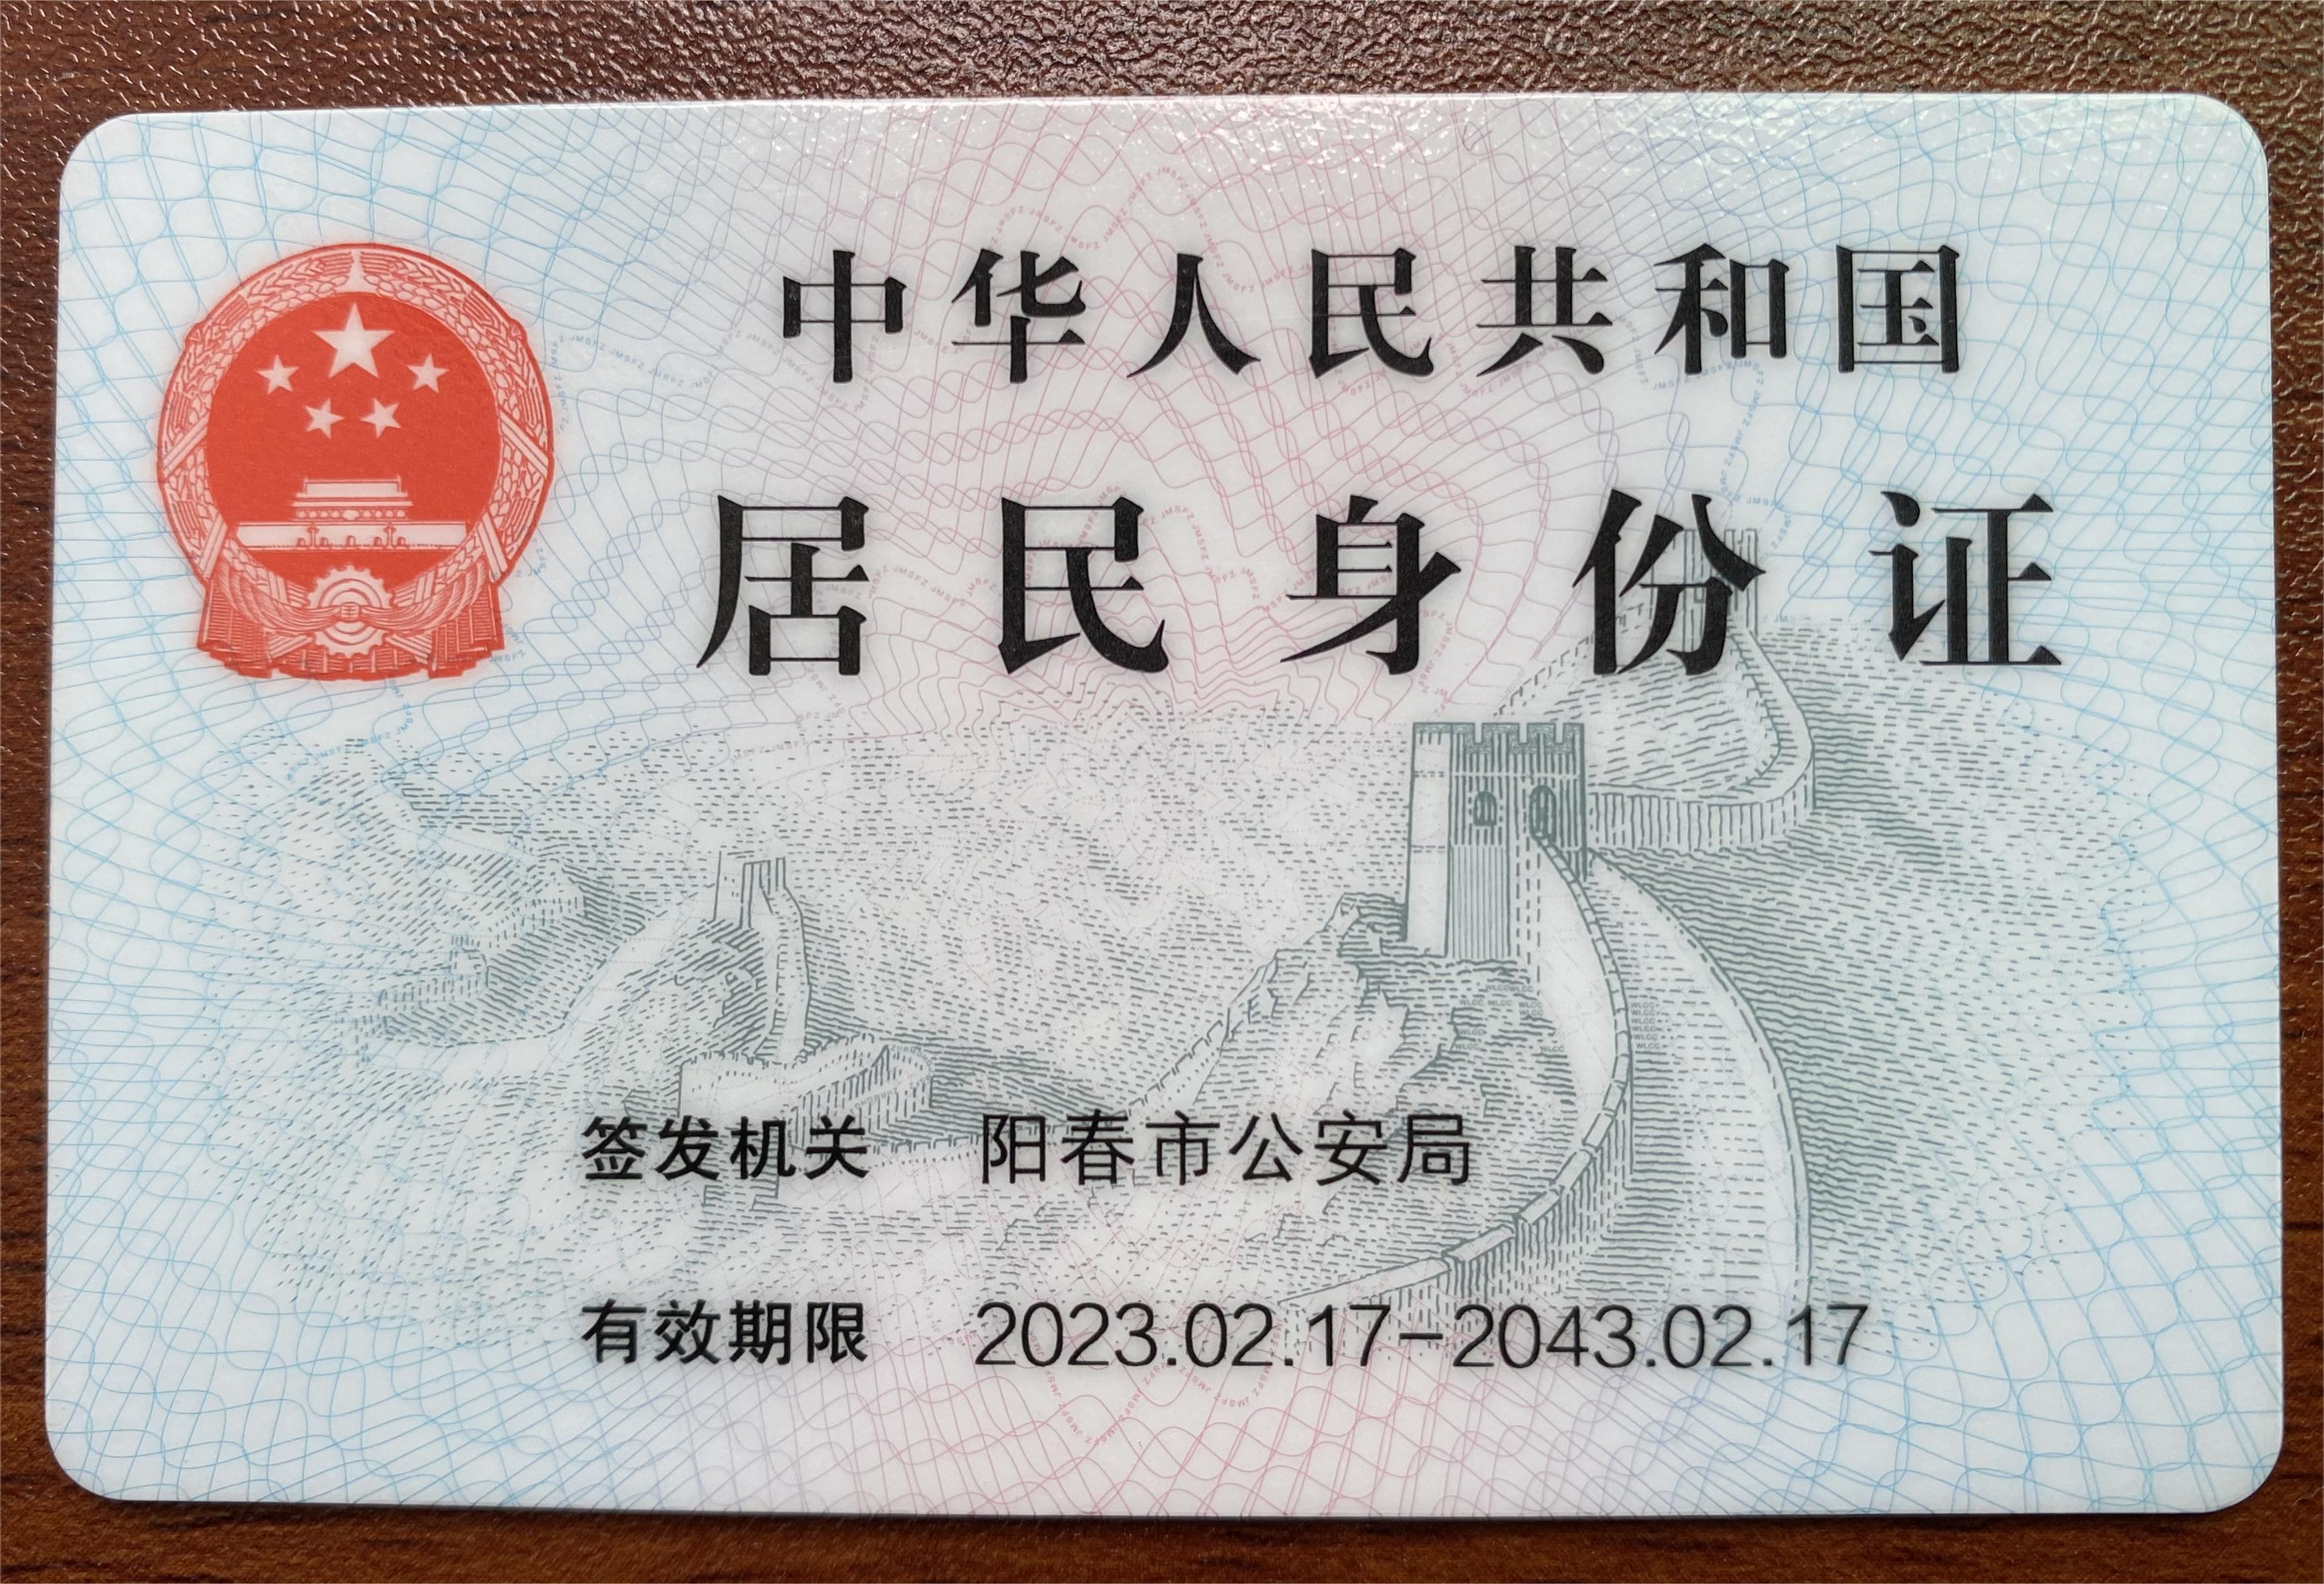 中华人民共和国
居民身份证
签发机关 阳春市公安局
有效期限 2023.02.17-2043.02.17